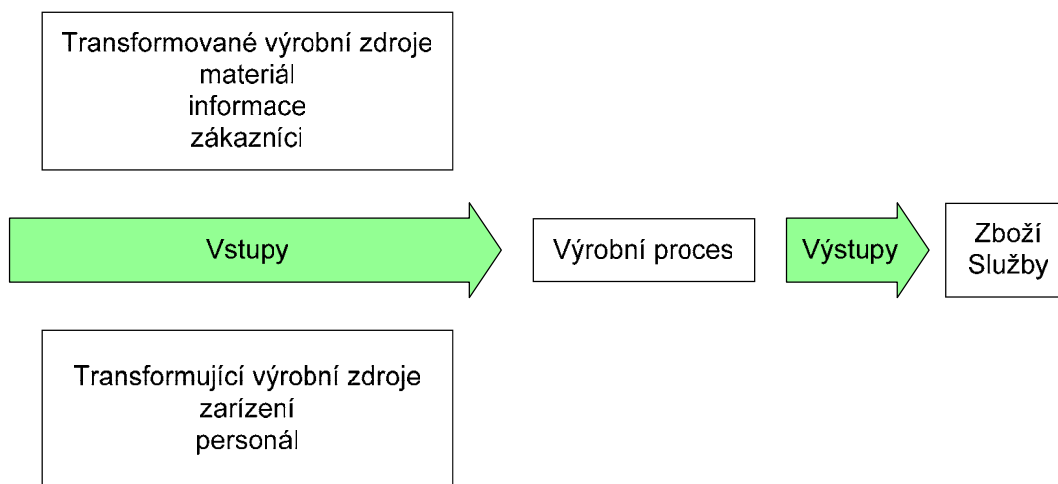 Transformované výrobní zdroje
materiál
informace
zákazníci
Vstupy
Výrobní proces
Výstupy
Zboží
Služby
Transformující výrobní zdroje
zarízení
personál